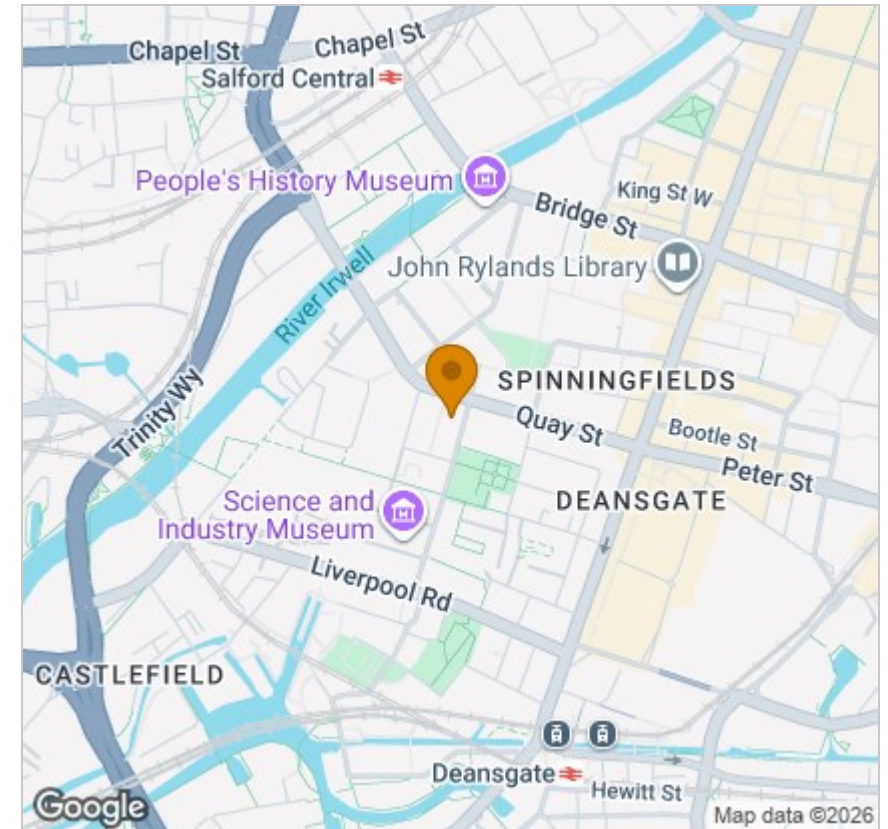 Chapel St
Chapel St
Salford Central
People's History Museum
King St W
Bridge St
John Rylands Library
River Irwell
SPINNINGFIELDS
Trinity Wy
Quay St
Bootle St
Peter St
DEANSGATE
Science and
Industry Museum
Liverpool Rd
CASTLEFIELD
Deansgate
Hewitt St
Google
Map data ©2026